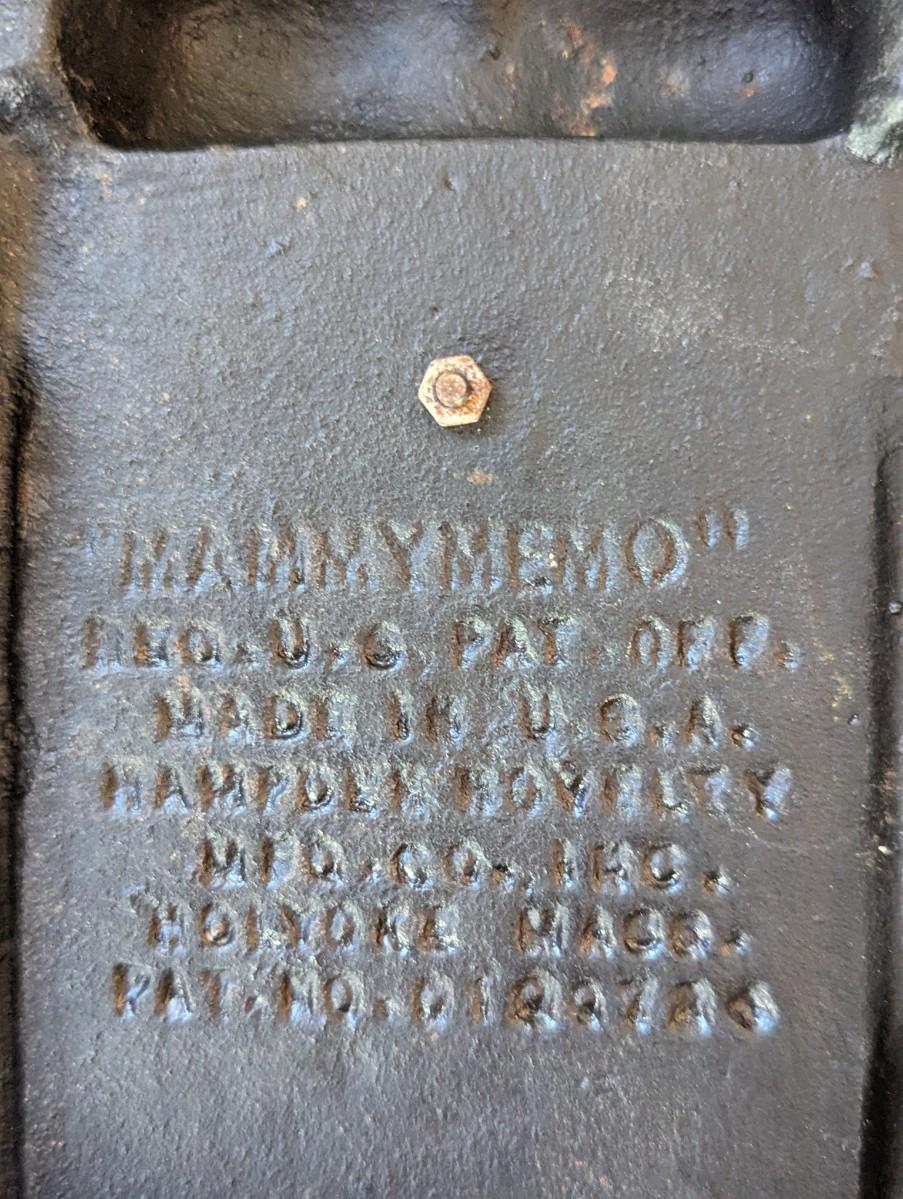 "MAMMYMEMO"
REG. U.S. PAT. OFF.
MADE IN U.S.A.
HAMPDEN NOVELTY
MFG. CO., INC.
HOLYOKE MASS.
PAT. NO.